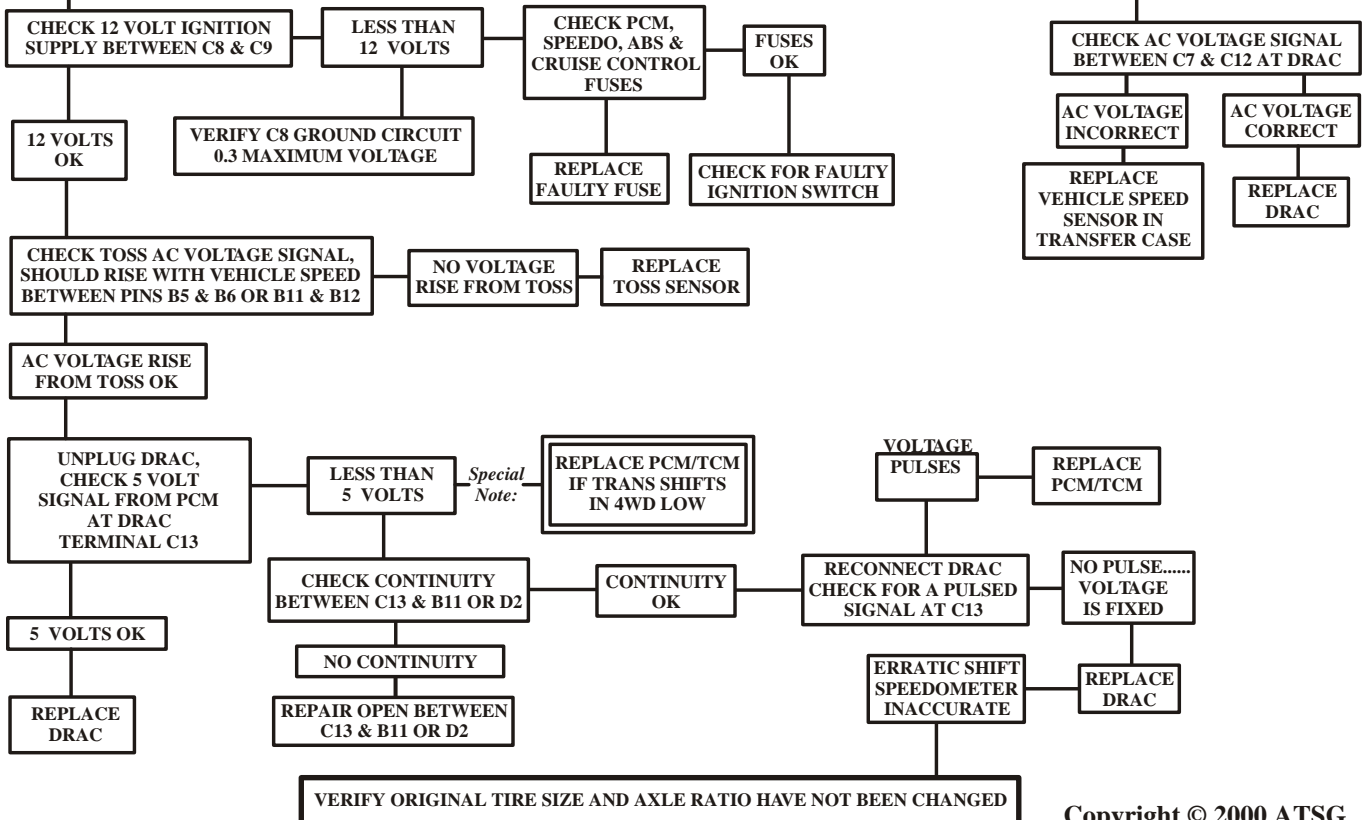 CHECK 12 VOLT IGNITION
SUPPLY BETWEEN C8 & C9
LESS THAN
12 VOLTS
CHECK PCM,
SPEEDO, ABS &
CRUISE CONTROL
FUSES
FUSES
OK
CHECK AC VOLTAGE SIGNAL
BETWEEN C7 & C12 AT DRAC
12 VOLTS
OK
VERIFY C8 GROUND CIRCUIT
0.3 MAXIMUM VOLTAGE
REPLACE
FAULTY FUSE
CHECK FOR FAULTY
IGNITION SWITCH
AC VOLTAGE
INCORRECT
AC VOLTAGE
CORRECT
REPLACE
VEHICLE SPEED
SENSOR IN
TRANSFER CASE
REPLACE
DRAC
CHECK TOSS AC VOLTAGE SIGNAL,
SHOULD RISE WITH VEHICLE SPEED
BETWEEN PINS B5 & B6 OR B11 & B12
NO VOLTAGE
RISE FROM TOSS
REPLACE
TOSS SENSOR
AC VOLTAGE RISE
FROM TOSS OK
UNPLUG DRAC,
CHECK 5 VOLT
SIGNAL FROM PCM
AT DRAC
TERMINAL C13
LESS THAN
5 VOLTS
Special
Note:
REPLACE PCM/TCM
IF TRANS SHIFTS
IN 4WD LOW
VOLTAGE
PULSES
REPLACE
PCM/TCM
CHECK CONTINUITY
BETWEEN C13 & B11 OR D2
CONTINUITY
OK
RECONNECT DRAC
CHECK FOR A PULSED
SIGNAL AT C13
NO PULSE......
VOLTAGE
IS FIXED
5 VOLTS OK
NO CONTINUITY
ERRATIC SHIFT
SPEEDOMETER
INACCURATE
REPLACE
DRAC
REPLACE
DRAC
REPAIR OPEN BETWEEN
C13 & B11 OR D2
VERIFY ORIGINAL TIRE SIZE AND AXLE RATIO HAVE NOT BEEN CHANGED
Copyright © 2000 ATSG